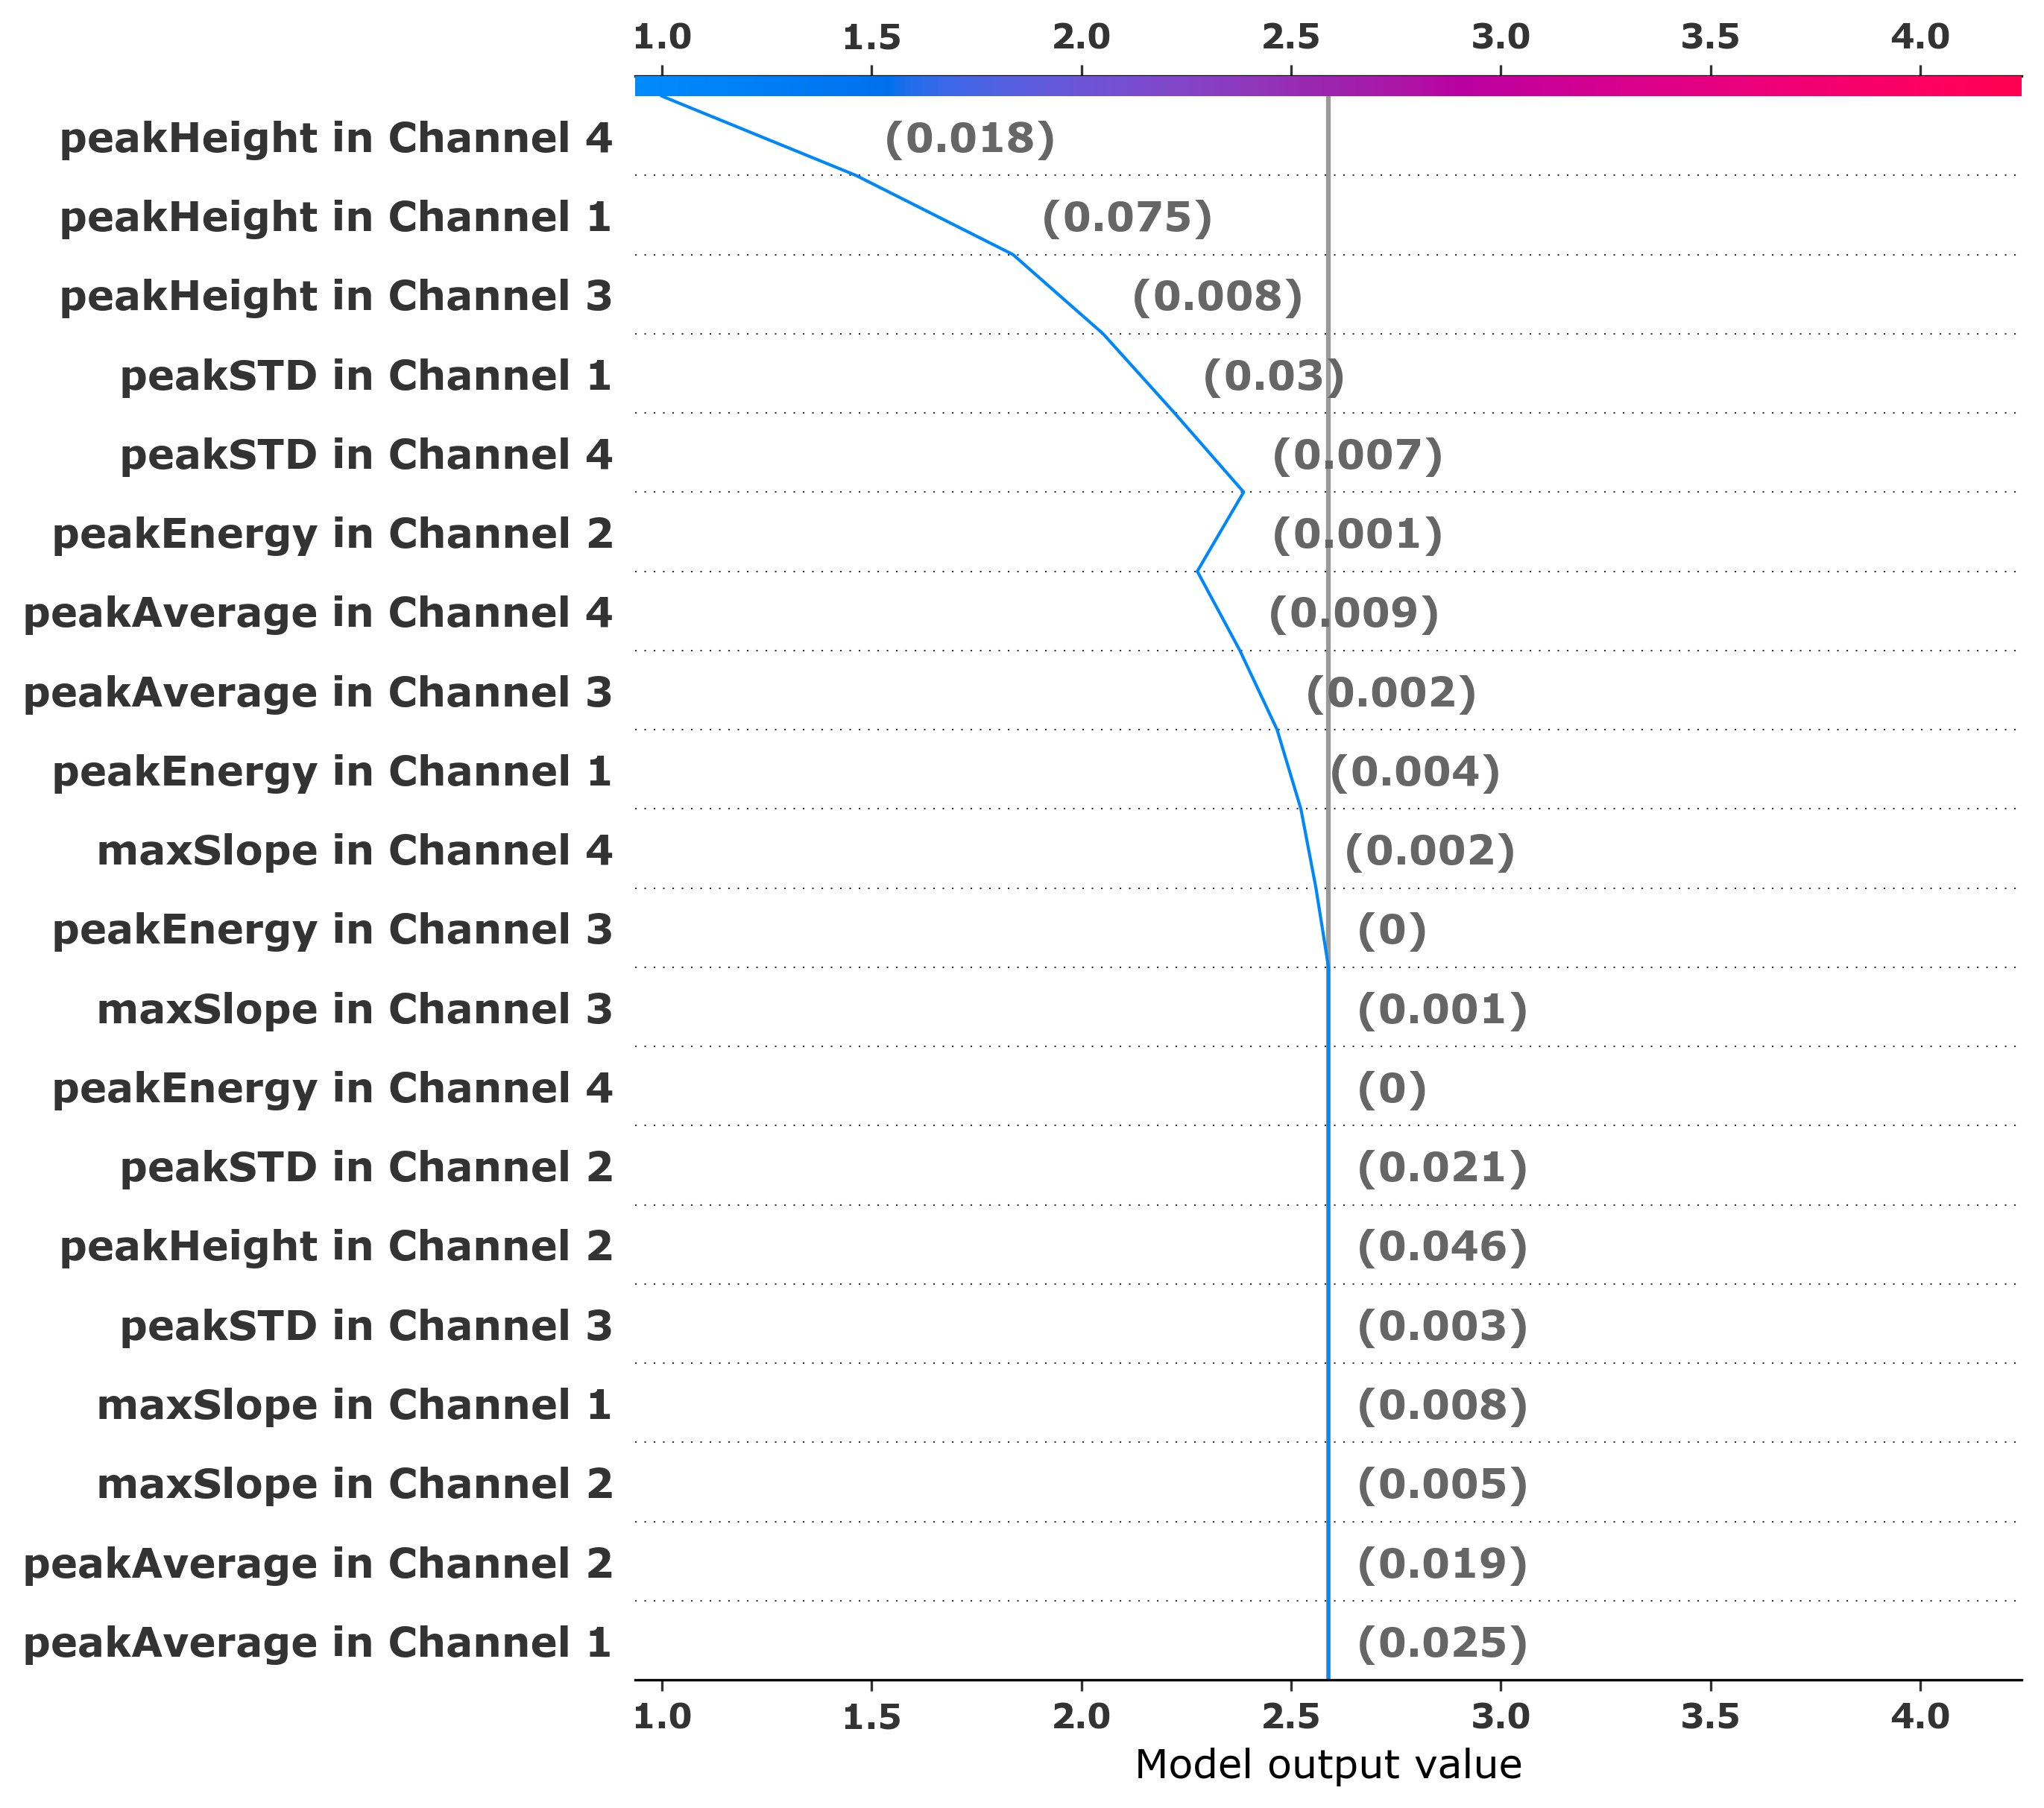 1.0 1.5 2.0 2.5 3.0 3.5 4.0
peakHeight in Channel 4 (0.018)
peakHeight in Channel 1 (0.075)
peakHeight in Channel 3 (0.008)
peakSTD in Channel 1 (0.03)
peakSTD in Channel 4 (0.007)
peakEnergy in Channel 2 (0.001)
peakAverage in Channel 4 (0.009)
peakAverage in Channel 3 (0.002)
peakEnergy in Channel 1 (0.004)
maxSlope in Channel 4 (0.002)
peakEnergy in Channel 3 (0)
maxSlope in Channel 3 (0.001)
peakEnergy in Channel 4 (0)
peakSTD in Channel 2 (0.021)
peakHeight in Channel 2 (0.046)
peakSTD in Channel 3 (0.003)
maxSlope in Channel 1 (0.008)
maxSlope in Channel 2 (0.005)
peakAverage in Channel 2 (0.019)
peakAverage in Channel 1 (0.025)
1.0 1.5 2.0 2.5 3.0 3.5 4.0
Model output value